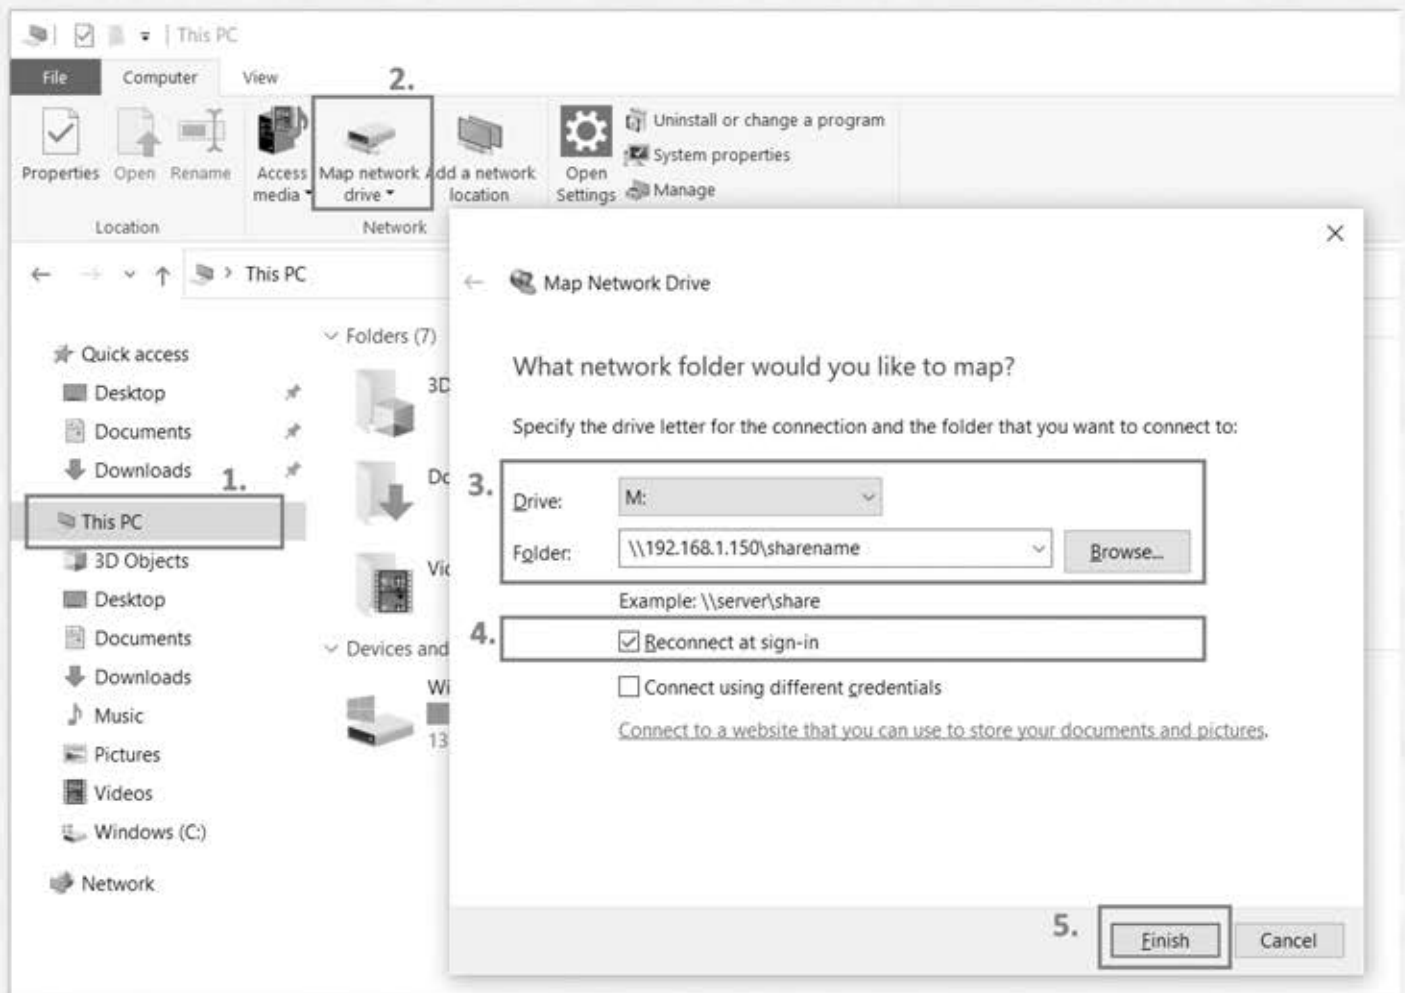 This PC
File Computer View 2.
Uninstall or change a program
System properties
Manage
Properties Open Rename Access media Map network drive Add a network location Open Settings
Location Network
This PC
Map Network Drive
Quick access
Desktop
Documents
Downloads
1.
This PC
3D Objects
Desktop
Documents
Downloads
Music
Pictures
Videos
Windows (C:)
Network
Folders (7)
3D
Do
Vid
Devices and
Wi
13
What network folder would you like to map?
Specify the drive letter for the connection and the folder that you want to connect to:
3.
Drive: M:
Folder: \\192.168.1.150\sharename Browse...
Example: \\server\share
4.
Reconnect at sign-in
Connect using different credentials
Connect to a website that you can use to store your documents and pictures.
5.
Finish Cancel